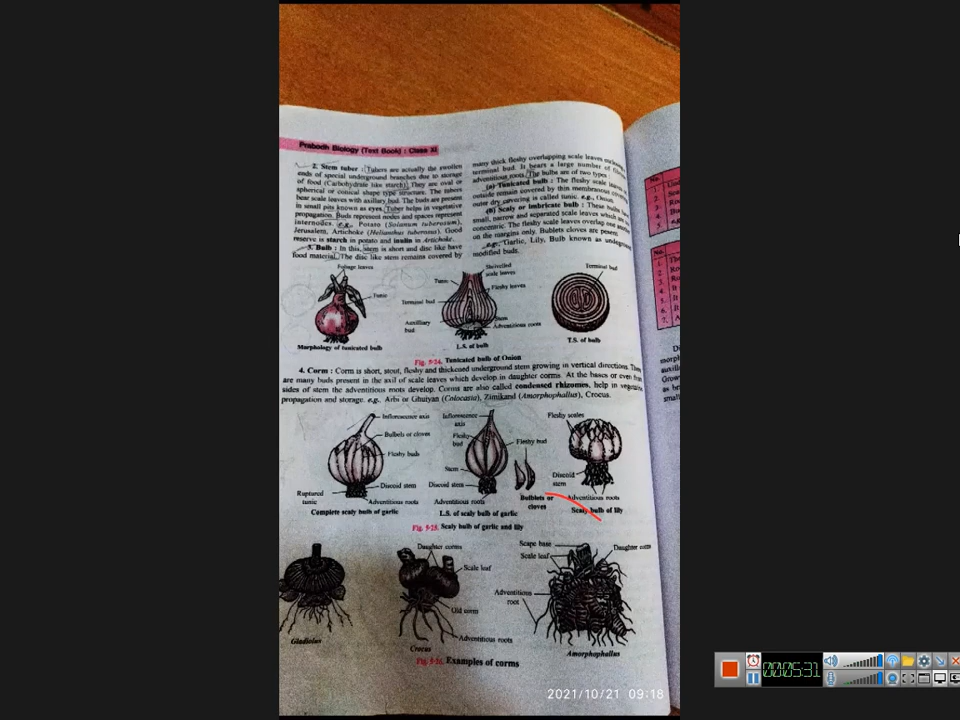 Prabodh Biology (Text Book) : Class XI
2. Stem tuber : Tubers are actually the swollen
ends of special underground branches due to storage
of food (Carbohydrate like starch). They are oval or
spherical or conical shape type structure. The tubers
bear scale leaves with axillary bud. The buds are present
in small pits known as eyes. Tuber helps in vegetative
propagation. Buds represent nodes and spaces represent
internodes. e.g., Potato (Solanum tuberosum),
Jerusalem, Artichoke (Helianthus tuberosus). Good
reserve is starch in potato and inulin in Artichoke.
3. Bulb : In this, stem is short and disc like have
food material. The disc like stem remains covered by
many thick fleshy overlapping scale leaves
terminal bud. It bears a large number of
adventitious roots. The bulbs are of two types
(a) Tunicated bulb : The fleshy scale leaves
outside remain covered by thin membranous
outer dry covering is called tunic. e.g., Onion.
(b) Scaly or imbricate bulb : These bulbs
small, narrow and separated scale leaves which are
concentric. The fleshy scale leaves overlap one
on the margins only. Bublets cloves are present
e.g., Garlic, Lily, Bulb known as underground
modified buds.
Foliage leaves
Tunic
Morphology of tunicated bulb
Shrivelled
scale leaves
Tunic
Fleshy leaves
Terminal bud
Auxilliary
bud
Stem
Adventitious roots
L.S. of bulb
Terminal bud
T.S. of bulb
Fig. 5·24. Tunicated bulb of Onion
4. Corm : Corm is short, stout, fleshy and thickcond underground stem growing in vertical directions. There
are many buds present in the axil of scale leaves which develop in daughter corms. At the bases or even from
sides of stem the adventitious roots develop. Corms are also called condensed rhizomes, help in vegetative
propagation and storage. e.g., Arbi or Ghutyan (Colocasia), Zimikand (Amorphophallus), Crocus.
Inflorescence axis
Bulbels or cloves
Fleshy buds
Discoid stem
Ruptured
tunic
Adventitious roots
Complete scaly bulb of garlic
Inflorescence
axis
Fleshy
bud
Fleshy bud
Stem
Discoid stem
Adventitious roots
L.S. of scaly bulb of garlic
Bulblets or
cloves
Fleshy scales
Discoid
stem
Adventitious roots
Scaly bulb of lily
Fig. 5·25. Scaly bulb of garlic and lily
Gladiolus
Daughter corms
Scale leaf
Old corm
Adventitious roots
Crocus
Scape base
Scale leaf
Daughter corm
Adventitious
root
Amorphophallus
Fig. 5·26. Examples of corms
2021/10/21 09:18
00:05:31